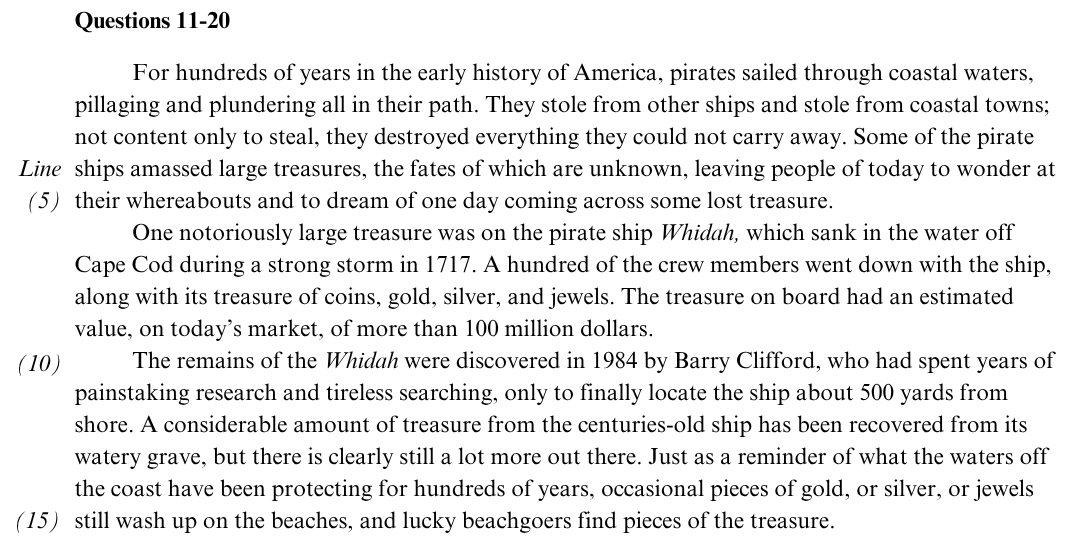 Questions 11-20
For hundreds of years in the early history of America, pirates sailed through coastal waters,
pillaging and plundering all in their path. They stole from other ships and stole from coastal towns;
not content only to steal, they destroyed everything they could not carry away. Some of the pirate
Line ships amassed large treasures, the fates of which are unknown, leaving people of today to wonder at
(5) their whereabouts and to dream of one day coming across some lost treasure.
One notoriously large treasure was on the pirate ship Whidah, which sank in the water off
Cape Cod during a strong storm in 1717. A hundred of the crew members went down with the ship,
along with its treasure of coins, gold, silver, and jewels. The treasure on board had an estimated
value, on today's market, of more than 100 million dollars.
(10) The remains of the Whidah were discovered in 1984 by Barry Clifford, who had spent years of
painstaking research and tireless searching, only to finally locate the ship about 500 yards from
shore. A considerable amount of treasure from the centuries-old ship has been recovered from its
watery grave, but there is clearly still a lot more out there. Just as a reminder of what the waters off
the coast have been protecting for hundreds of years, occasional pieces of gold, or silver, or jewels
(15) still wash up on the beaches, and lucky beachgoers find pieces of the treasure.